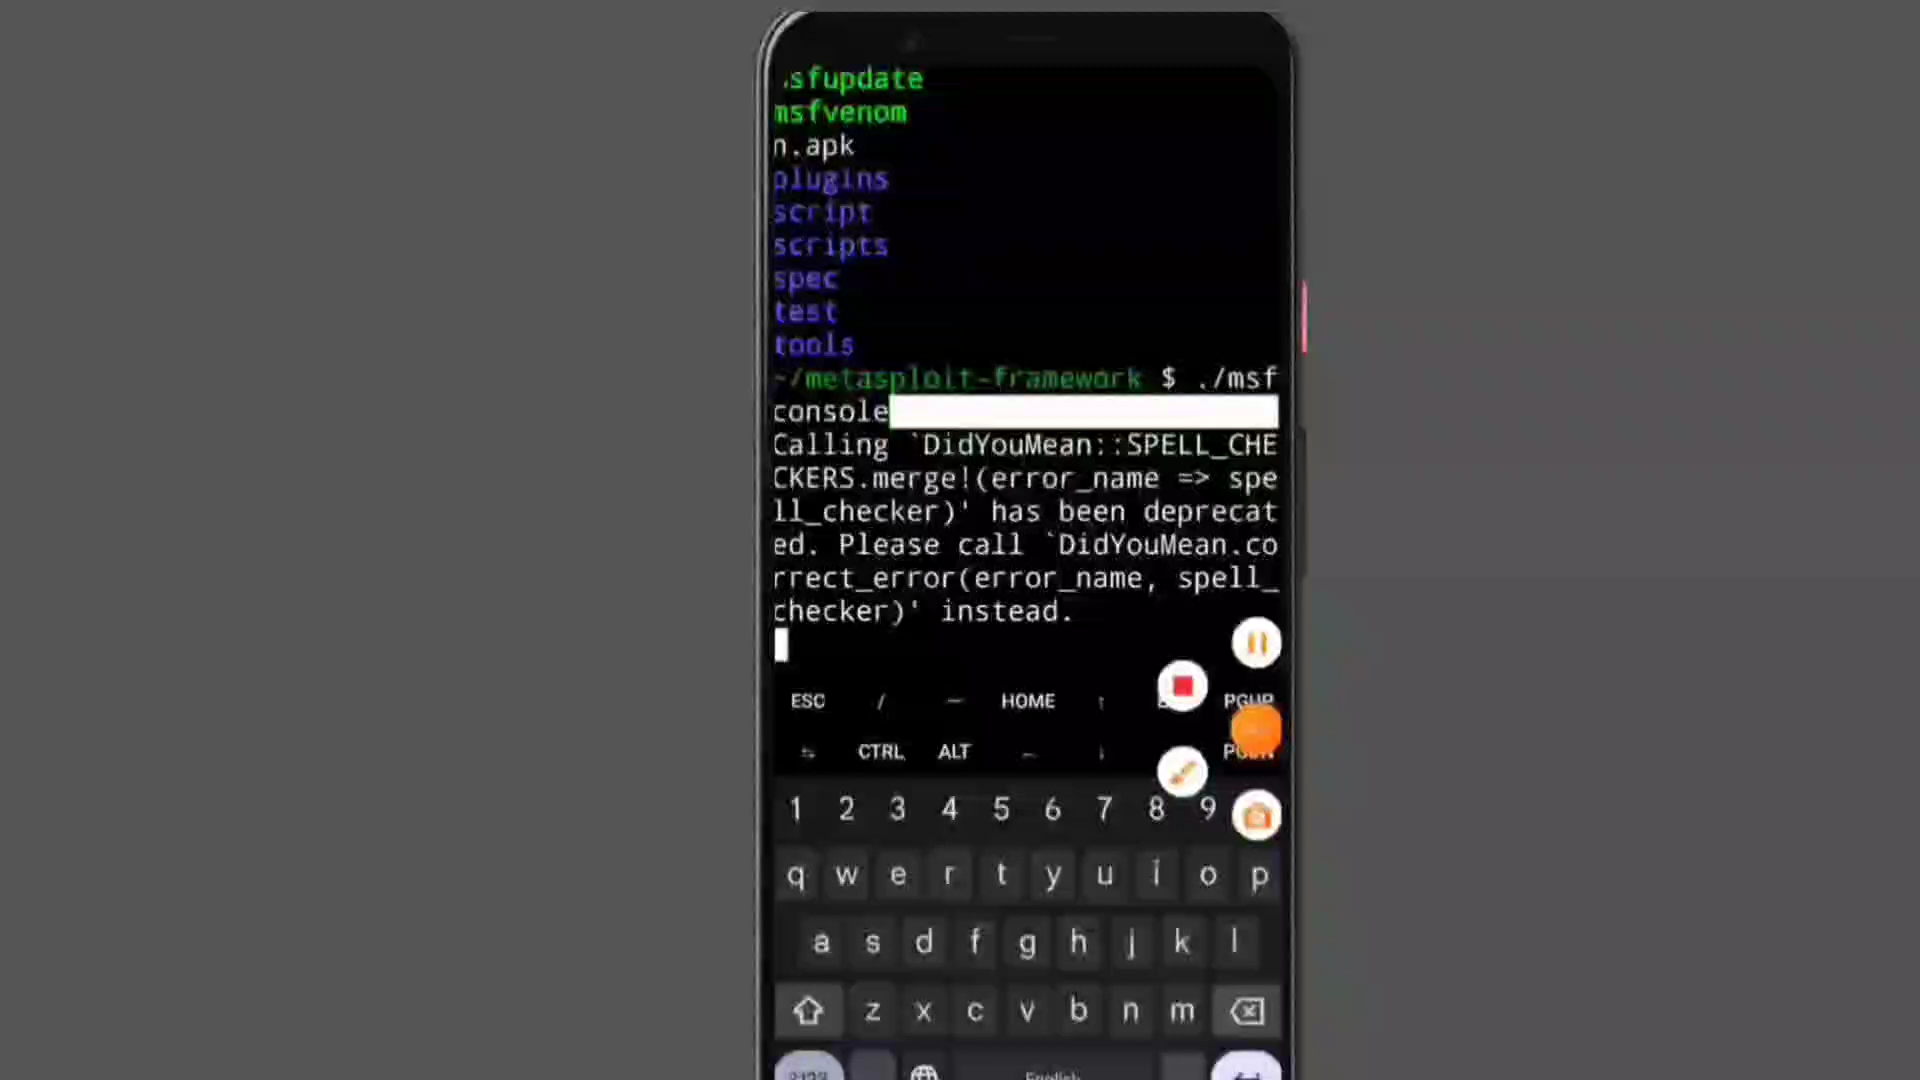 sfupdate
msfvenom
n.apk
plugins
script
scripts
spec
test
tools
~/metasploit-framework $ ./msf
console
Calling `DidYouMean::SPELL_CHE
CKERS.merge!(error_name => spe
ll_checker)' has been deprecat
ed. Please call `DidYouMean.co
rrect_error(error_name, spell_
checker)' instead.
ESC / — HOME ↑ PGUP
⇆ CTRL ALT ← ↓
1 2 3 4 5 6 7 8 9
q w e r t y u i o p
a s d f g h j k l
z x c v b n m
English